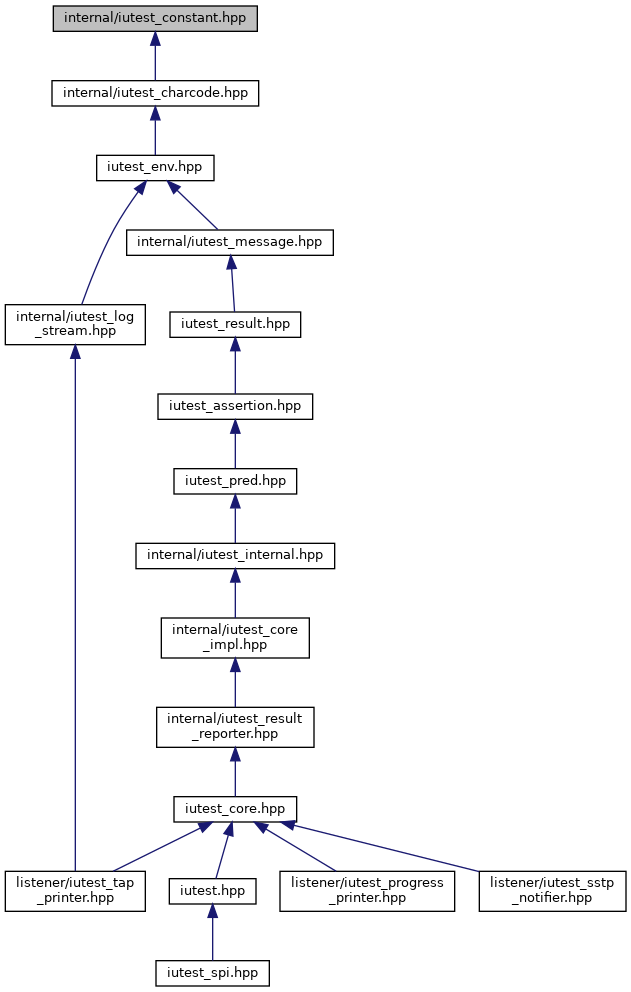 internal/iutest_constant.hpp
internal/iutest_charcode.hpp
iutest_env.hpp
internal/iutest_message.hpp
internal/iutest_log
_stream.hpp
iutest_result.hpp
iutest_assertion.hpp
iutest_pred.hpp
internal/iutest_internal.hpp
internal/iutest_core
_impl.hpp
internal/iutest_result
_reporter.hpp
iutest_core.hpp
listener/iutest_tap
_printer.hpp
iutest.hpp
listener/iutest_progress
_printer.hpp
listener/iutest_sstp
_notifier.hpp
iutest_spi.hpp